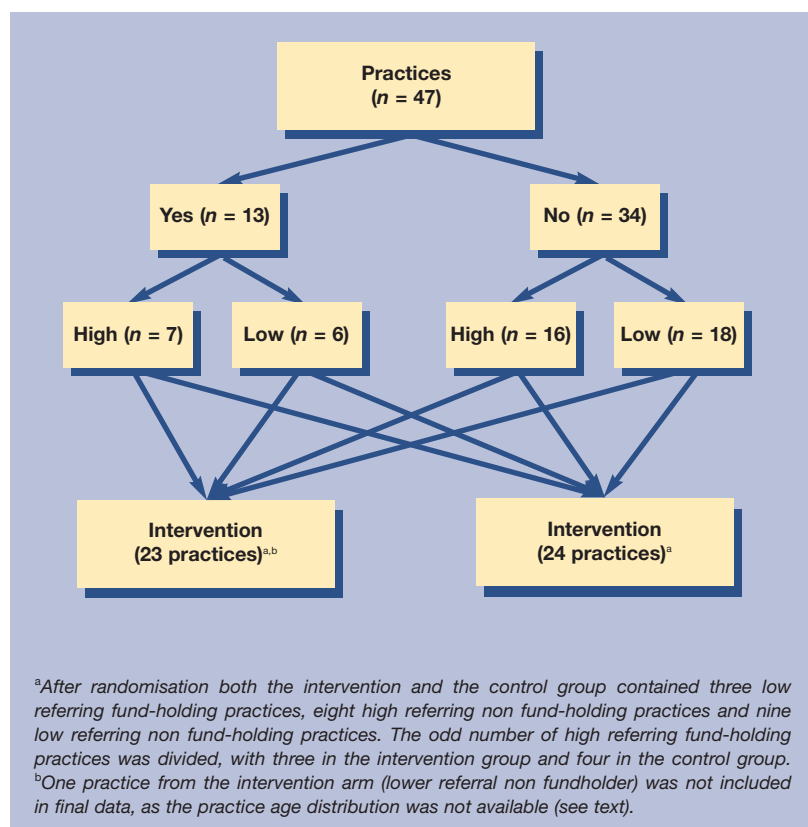 Practices
(n = 47)
Yes (n = 13)
No (n = 34)
High (n = 7)
Low (n = 6)
High (n = 16)
Low (n = 18)
Intervention
(23 practices)a,b
Intervention
(24 practices)a
aAfter randomisation both the intervention and the control group contained three low
referring fund-holding practices, eight high referring non fund-holding practices and nine
low referring non fund-holding practices. The odd number of high referring fund-holding
practices was divided, with three in the intervention group and four in the control group.
bOne practice from the intervention arm (lower referral non fundholder) was not included
in final data, as the practice age distribution was not available (see text).